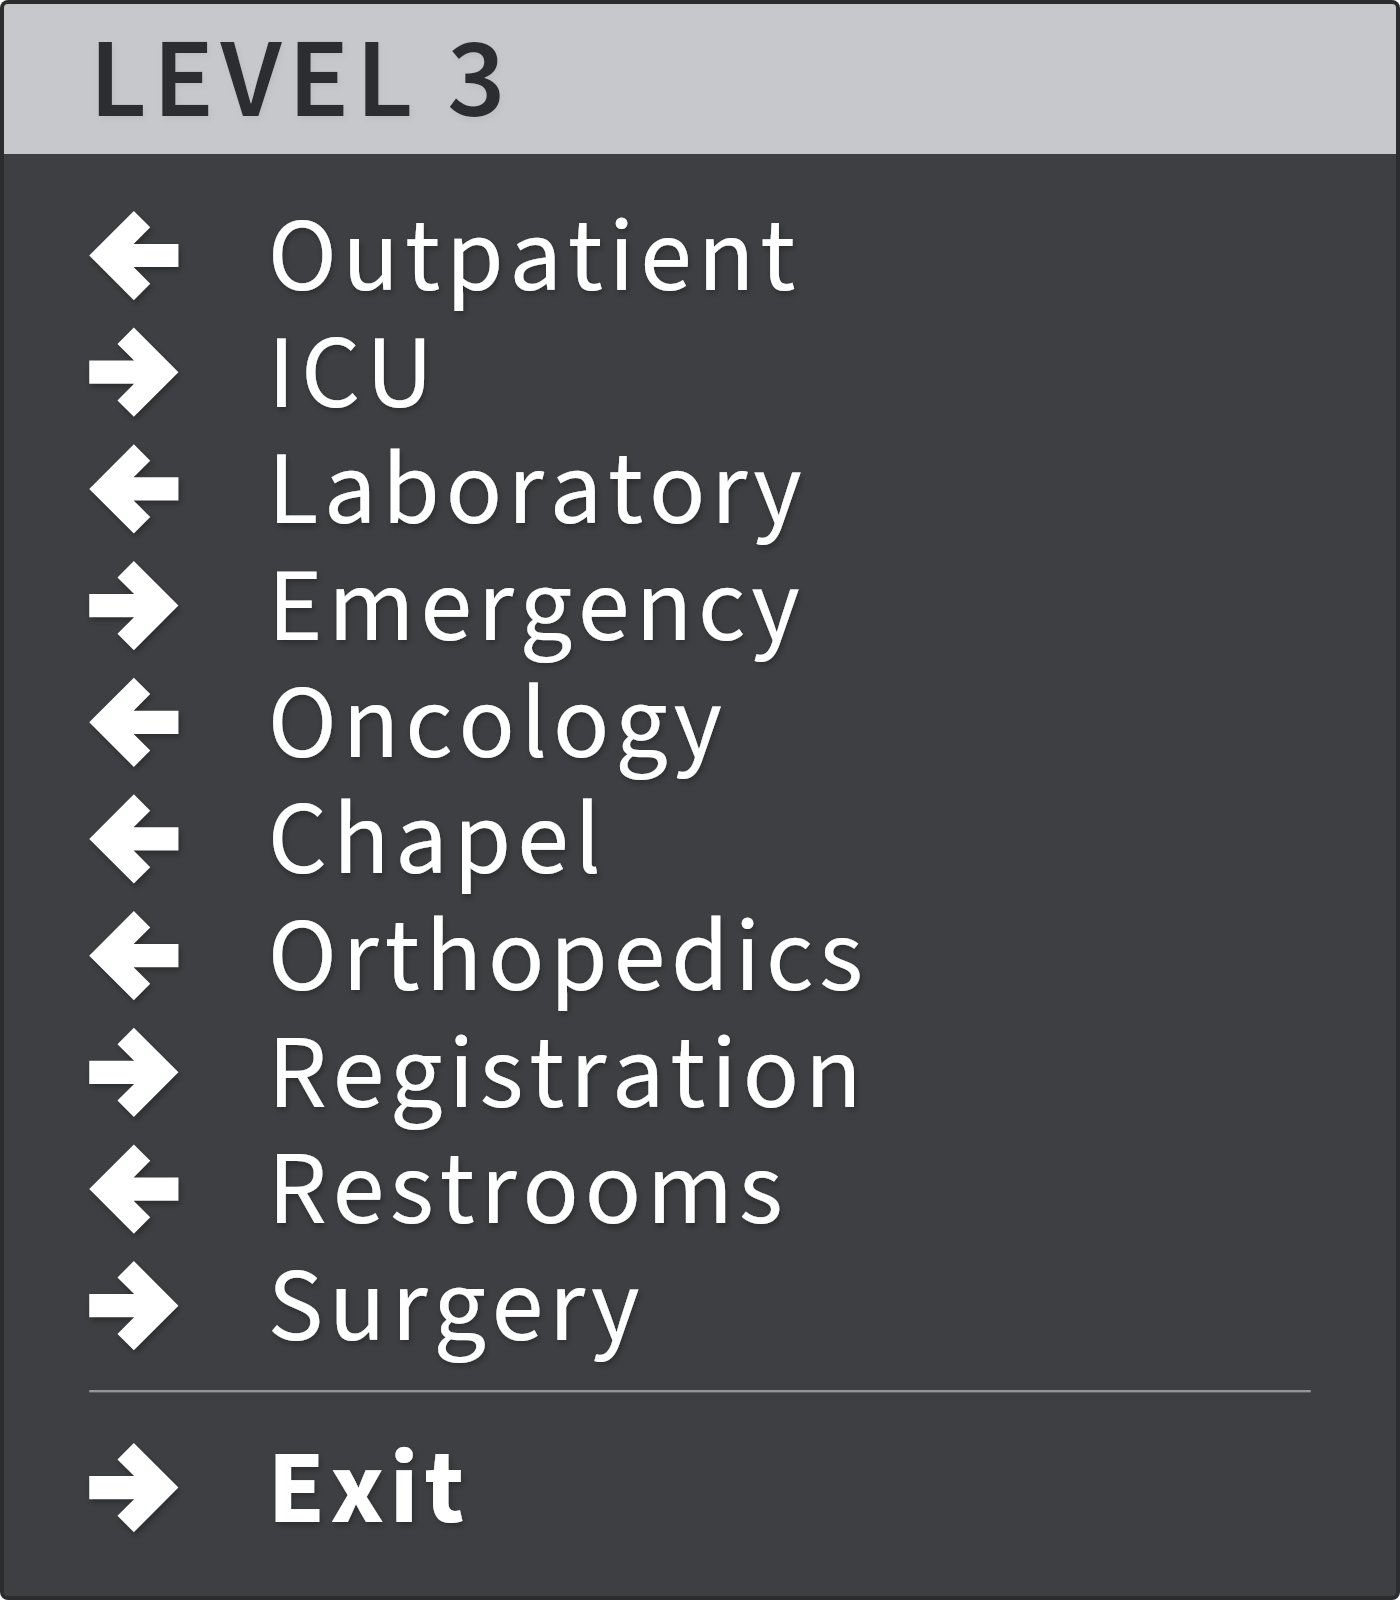 LEVEL 3
← Outpatient
→ ICU
← Laboratory
→ Emergency
← Oncology
← Chapel
← Orthopedics
→ Registration
← Restrooms
→ Surgery
→ Exit